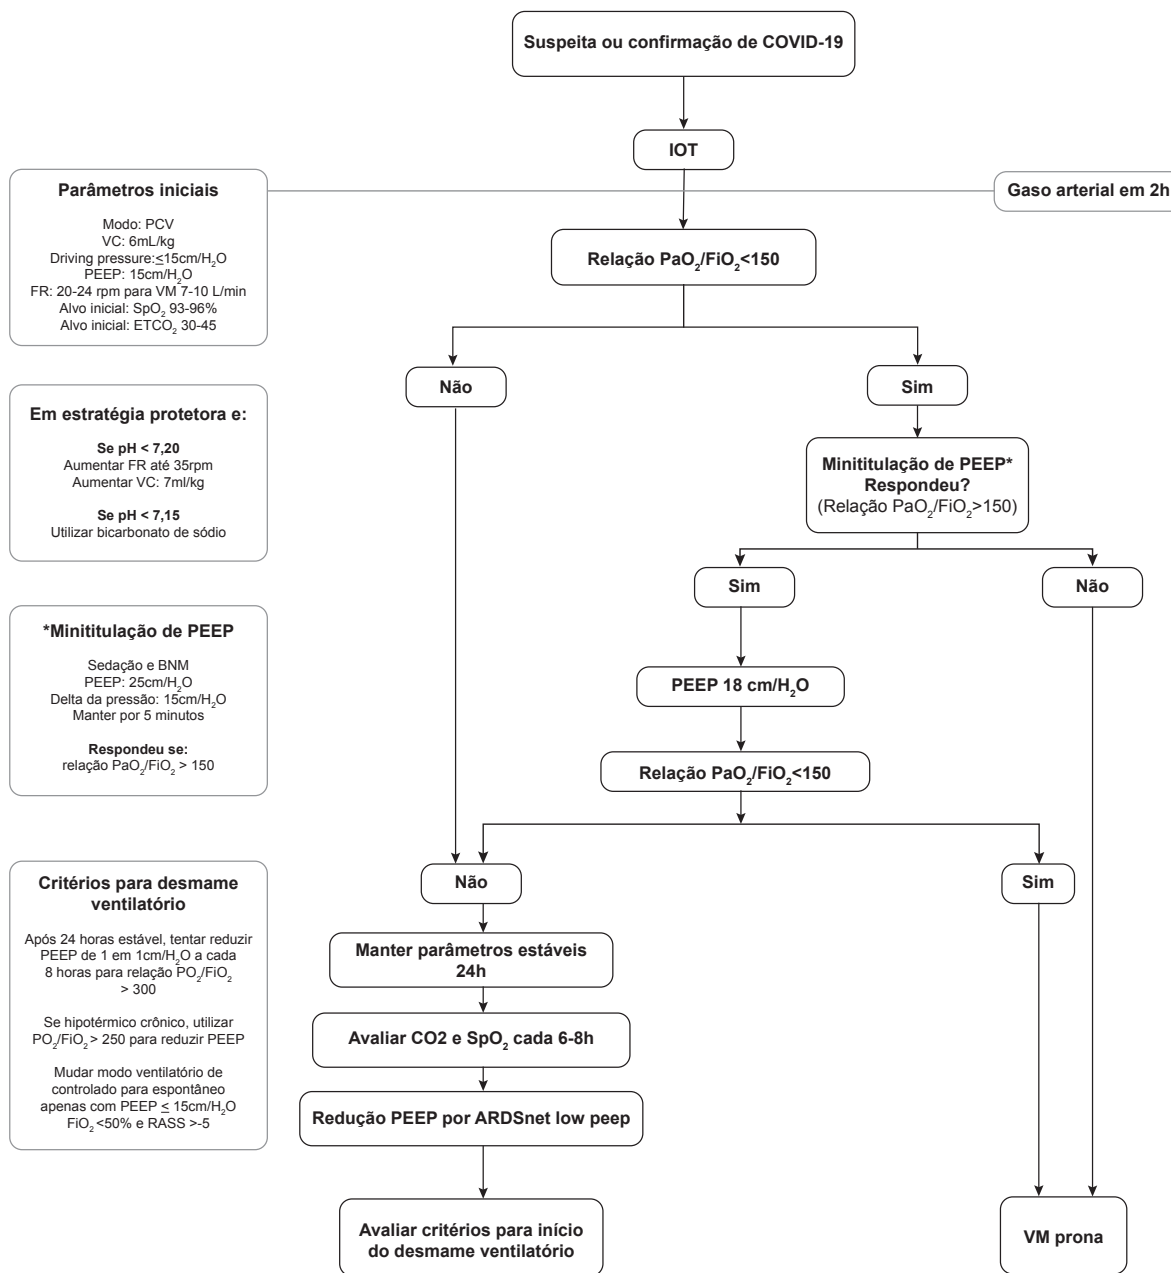 Suspeita ou confirmação de COVID-19
IOT
Parâmetros iniciais
Modo: PCV
VC: 6mL/kg
Driving pressure:≤15cm/H₂O
PEEP: 15cm/H₂O
FR: 20-24 rpm para VM 7-10 L/min
Alvo inicial: SpO₂ 93-96%
Alvo inicial: ETCO₂ 30-45
Gaso arterial em 2h
Relação PaO₂/FiO₂<150
Não
Sim
Em estratégia protetora e:
Se pH < 7,20
Aumentar FR até 35rpm
Aumentar VC: 7ml/kg
Se pH < 7,15
Utilizar bicarbonato de sódio
Minititulação de PEEP*
Respondeu?
(Relação PaO₂/FiO₂>150)
Sim
Não
*Minititulação de PEEP
Sedação e BNM
PEEP: 25cm/H₂O
Delta da pressão: 15cm/H₂O
Manter por 5 minutos
Respondeu se:
relação PaO₂/FiO₂ > 150
PEEP 18 cm/H₂O
Relação PaO₂/FiO₂<150
Não
Sim
Critérios para desmame
ventilatório
Após 24 horas estável, tentar reduzir
PEEP de 1 em 1cm/H₂O a cada
8 horas para relação PO₂/FiO₂
> 300
Se hipotérmico crônico, utilizar
PO₂/FiO₂ > 250 para reduzir PEEP
Mudar modo ventilatório de
controlado para espontâneo
apenas com PEEP ≤ 15cm/H₂O
FiO₂ <50% e RASS >-5
Manter parâmetros estáveis
24h
Avaliar CO2 e SpO₂ cada 6-8h
Redução PEEP por ARDSnet low peep
Avaliar critérios para início
do desmame ventilatório
VM prona